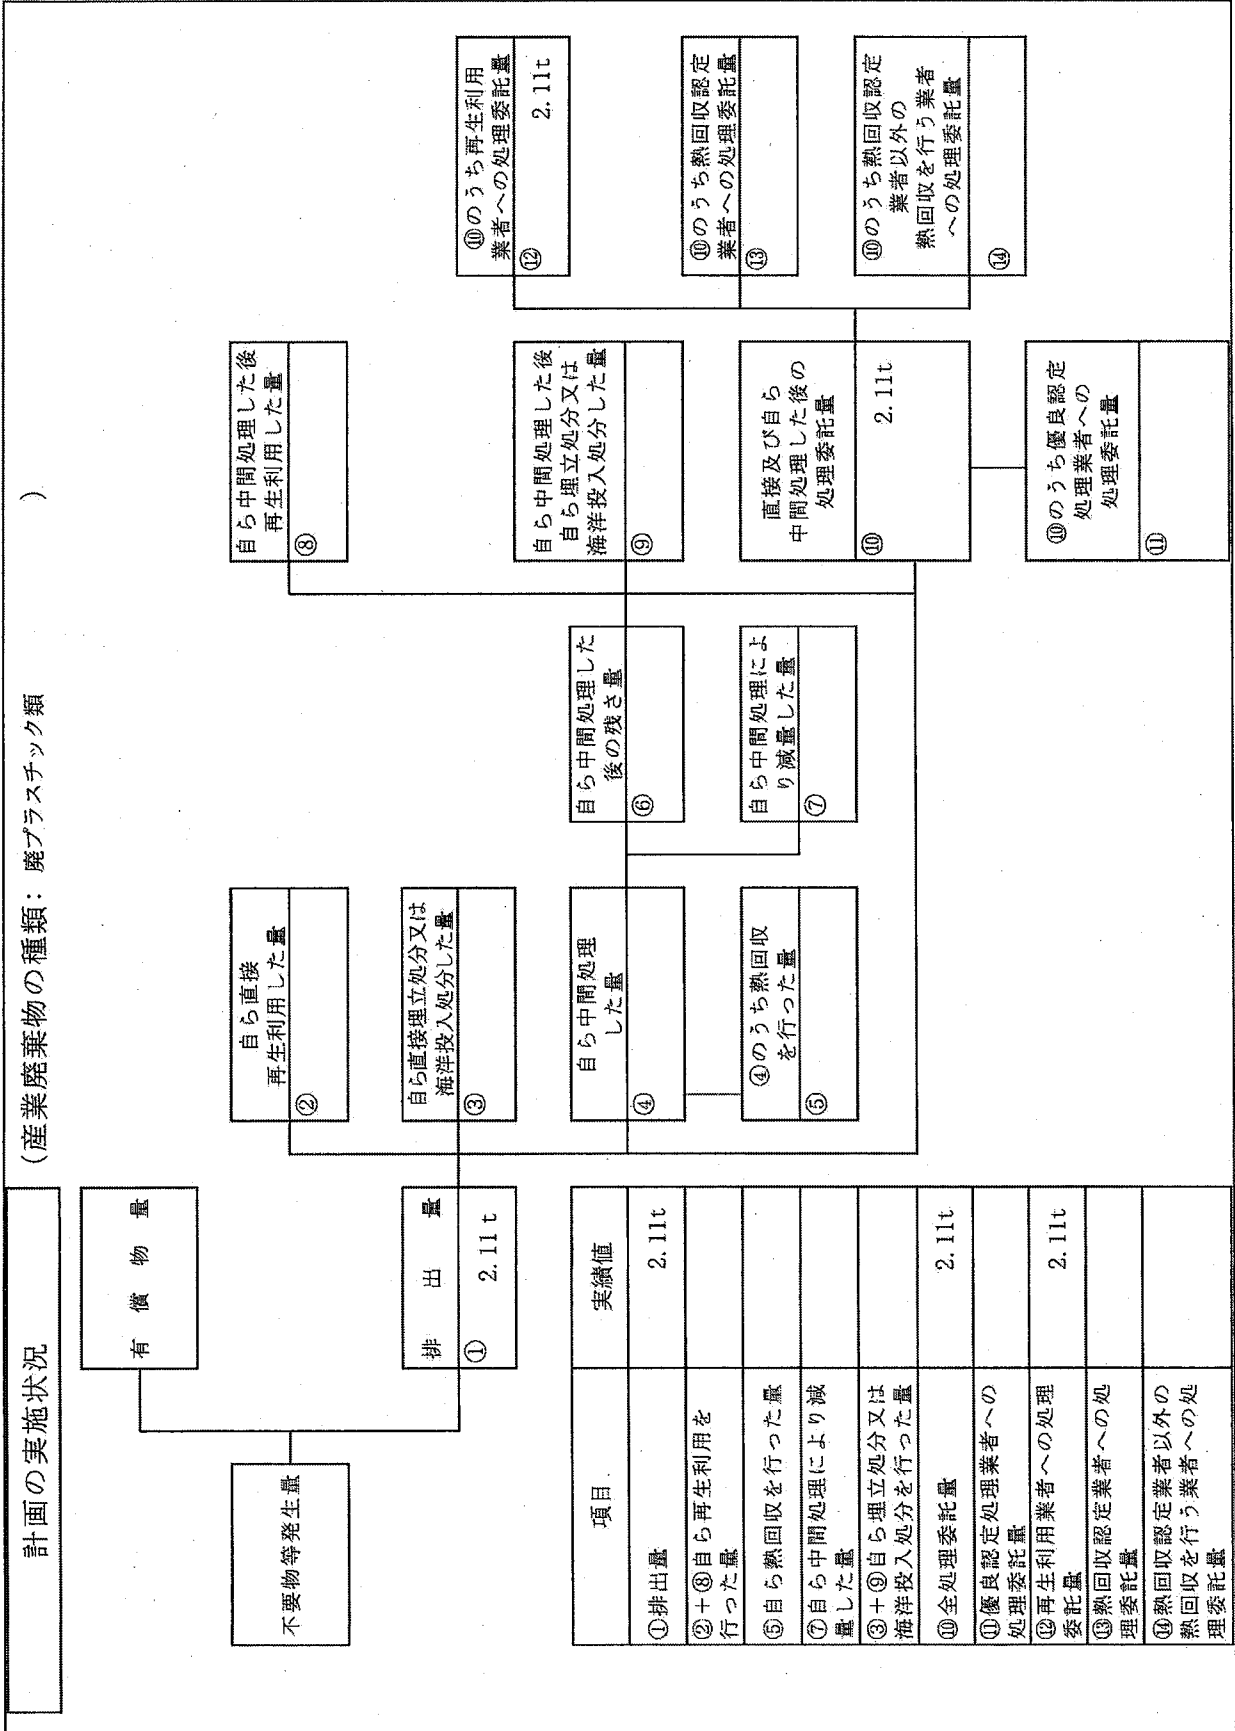 計画の実施状況
(産業廃棄物の種類: 廃プラスチック類 )
不要物等発生量
有償物量
排出量
① 2.11t
自ら直接
再生利用した量
②
自ら直接埋立処分又は
海洋投入処分した量
③
自ら中間処理
した量
④
④のうち熱回収
を行った量
⑤
自ら中間処理した
後の残さ量
⑥
自ら中間処理によ
り減量した量
⑦
自ら中間処理した後
再生利用した量
⑧
自ら中間処理した後
自ら埋立処分又は
海洋投入処分した量
⑨
直接及び自ら
中間処理した後の
処理委託量
⑩ 2.11t
⑩のうち優良認定
処理業者への
処理委託量
⑪
⑩のうち再生利用
業者への処理委託量
⑫ 2.11t
⑩のうち熱回収認定
業者への処理委託量
⑬
⑩のうち熱回収認定
業者以外の
熱回収を行う業者
への処理委託量
⑭
項目 実績値
①排出量 2.11t
②+⑧自ら再生利用を
行った量
⑤自ら熱回収を行った量
⑦自ら中間処理により減
量した量
③+⑨自ら埋立処分又は
海洋投入処分を行った量
⑩全処理委託量 2.11t
⑪優良認定処理業者への
処理委託量
⑫再生利用業者への処理
委託量 2.11t
⑬熱回収認定業者への処
理委託量
⑭熱回収認定業者以外の
熱回収を行う業者への処
理委託量